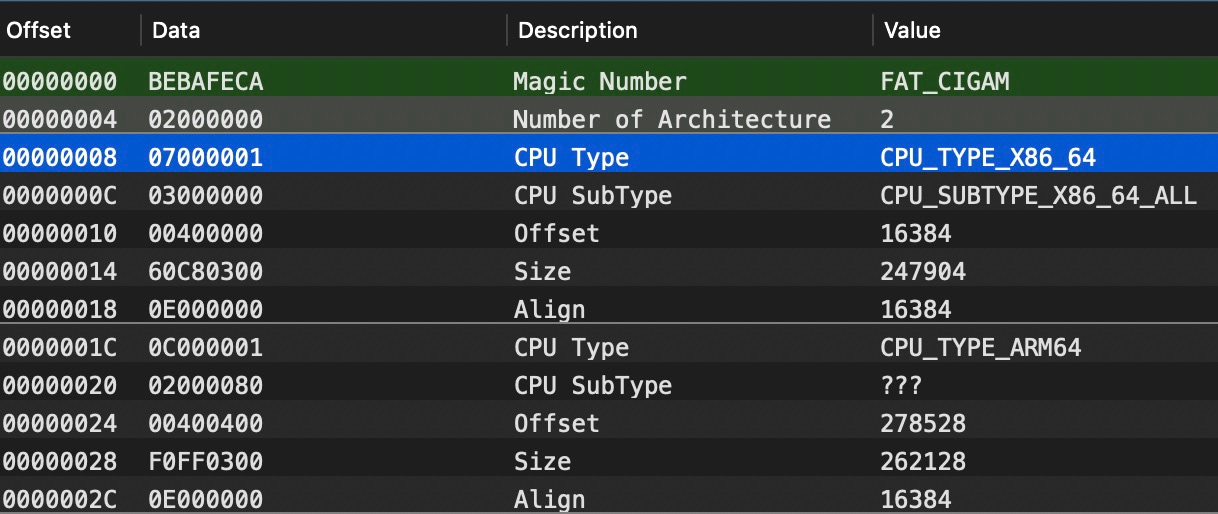 Offset Data Description Value
00000000 BEBAFECA Magic Number FAT_CIGAM
00000004 02000000 Number of Architecture 2
00000008 07000001 CPU Type CPU_TYPE_X86_64
0000000C 03000000 CPU SubType CPU_SUBTYPE_X86_64_ALL
00000010 00400000 Offset 16384
00000014 60C80300 Size 247904
00000018 0E000000 Align 16384
0000001C 0C000001 CPU Type CPU_TYPE_ARM64
00000020 02000080 CPU SubType ???
00000024 00400400 Offset 278528
00000028 F0FF0300 Size 262128
0000002C 0E000000 Align 16384